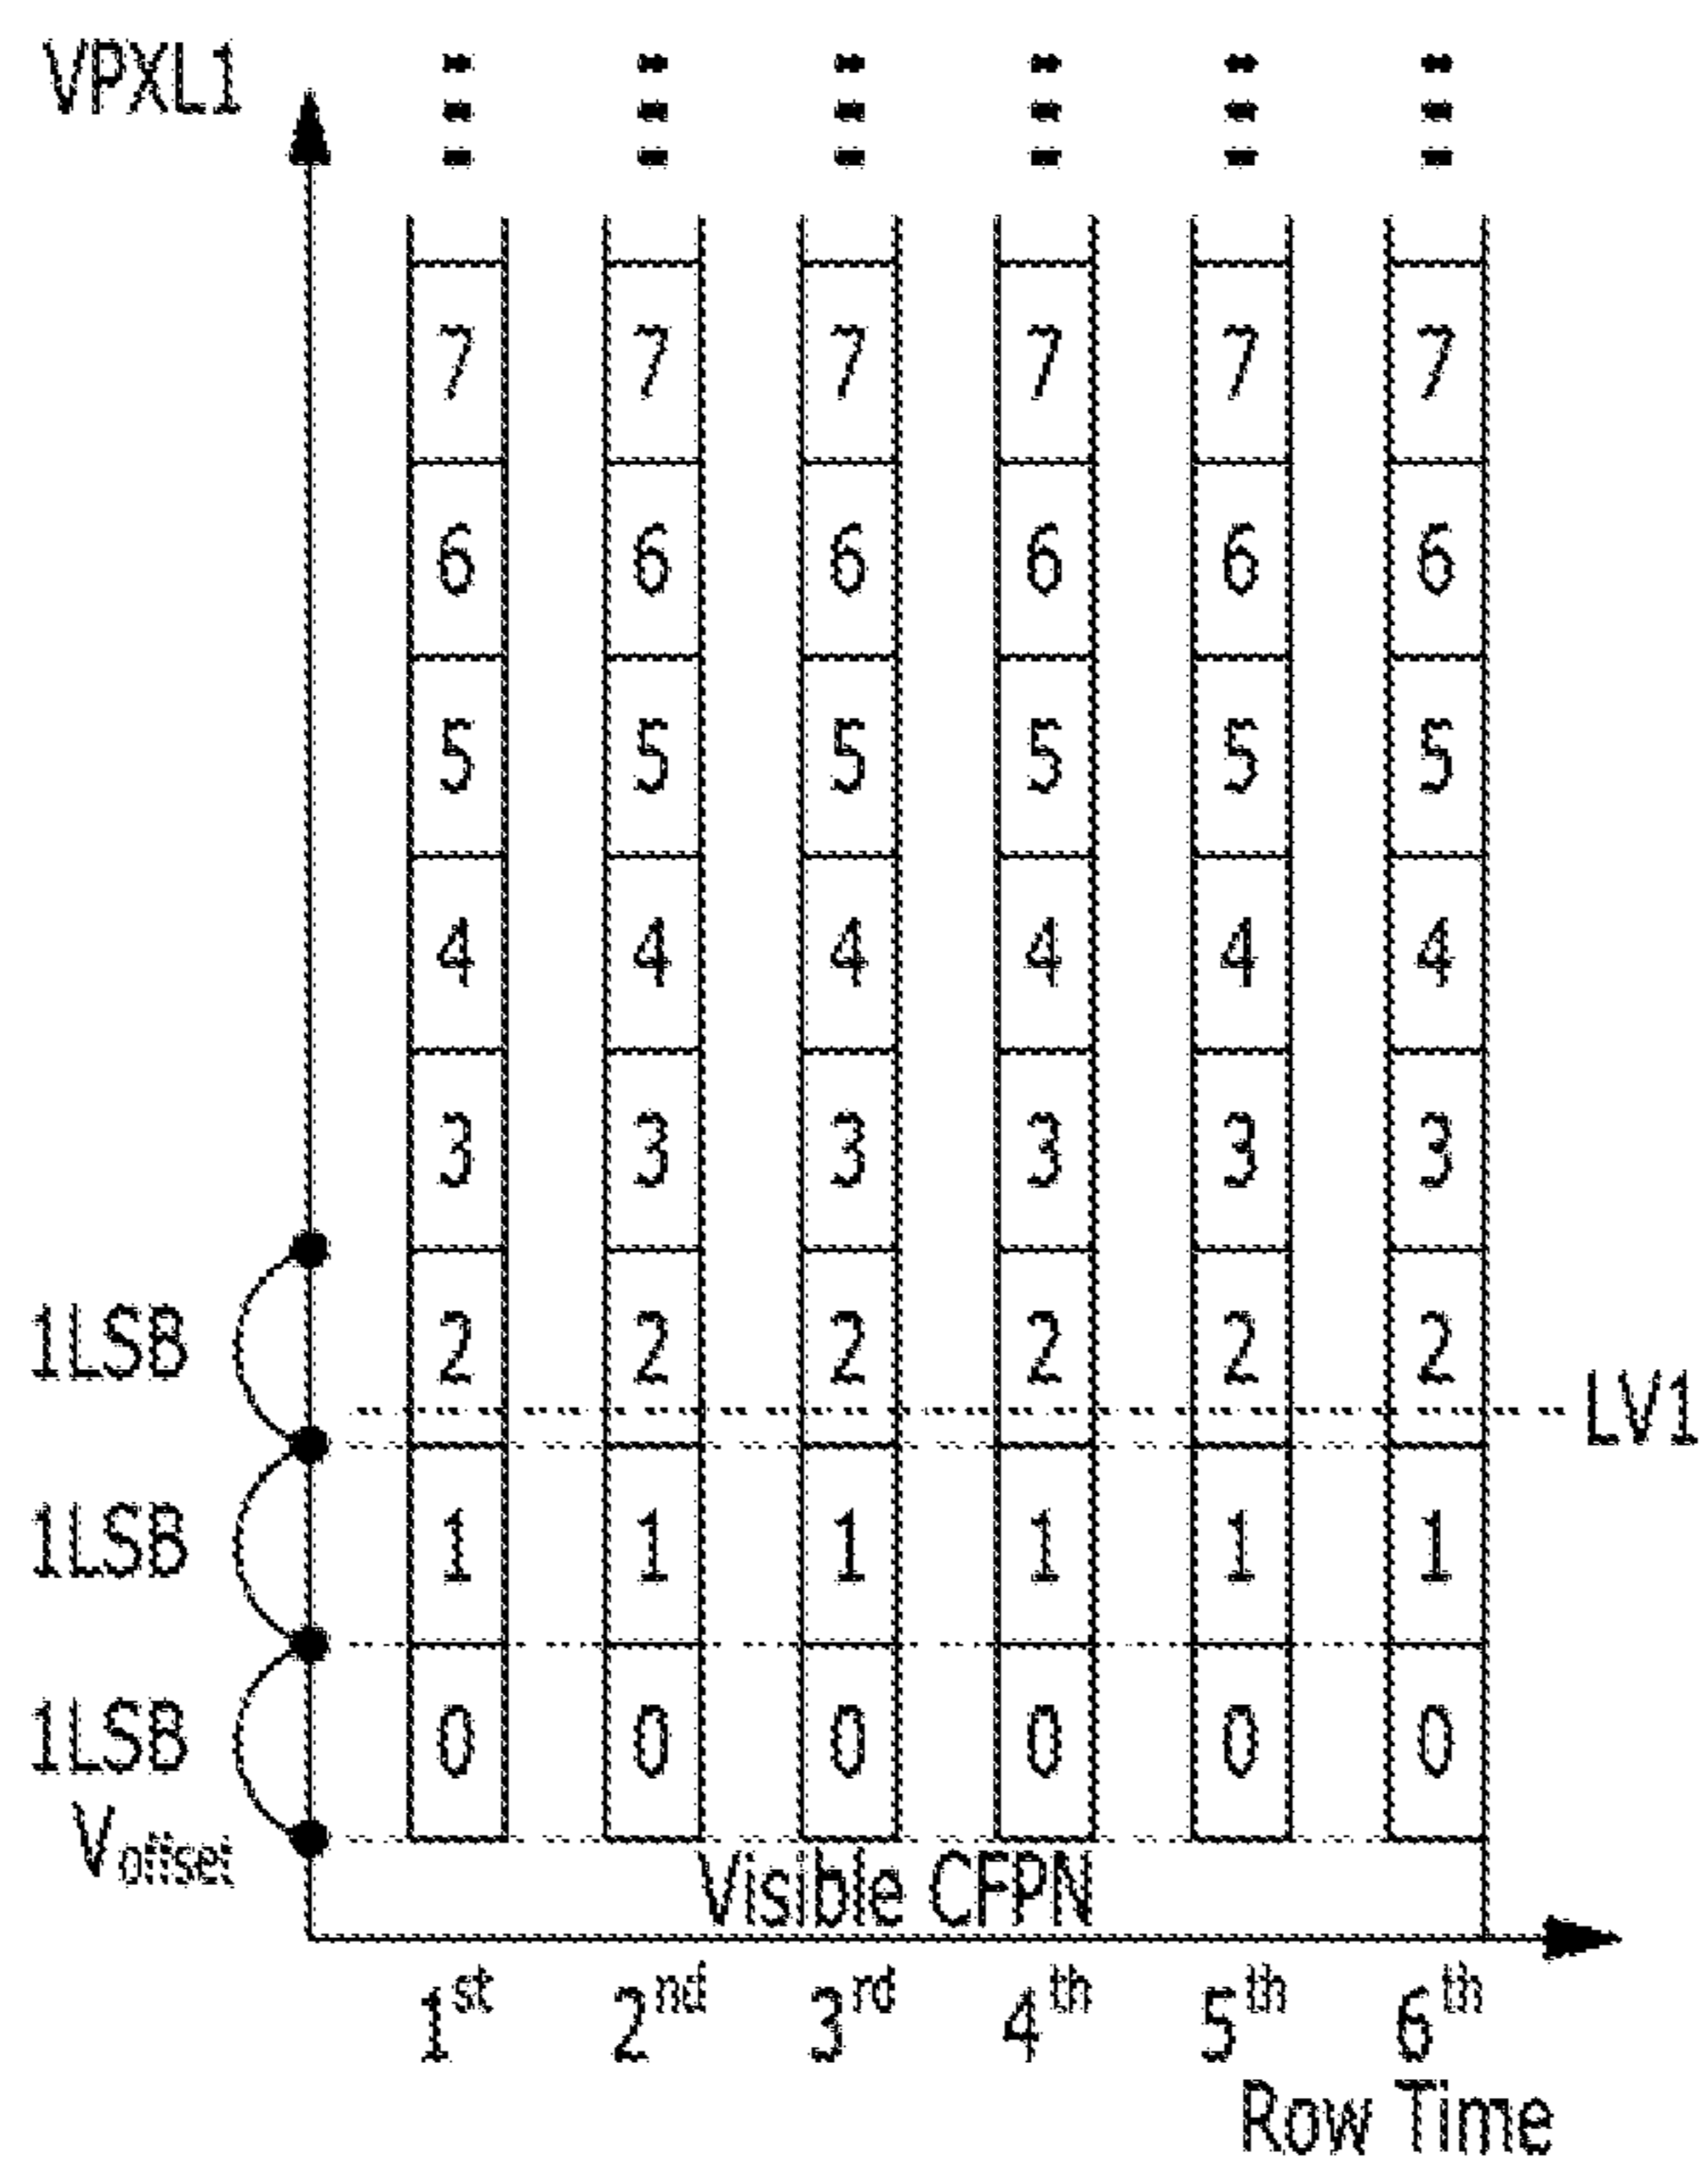 VPXL1
7 7 7 7 7 7
6 6 6 6 6 6
5 5 5 5 5 5
4 4 4 4 4 4
3 3 3 3 3 3
1LSB 2 2 2 2 2 2
LV1
1LSB 1 1 1 1 1 1
1LSB 0 0 0 0 0 0
Voffset
Visible CFPN
1st 2nd 3rd 4th 5th 6th
Row Time